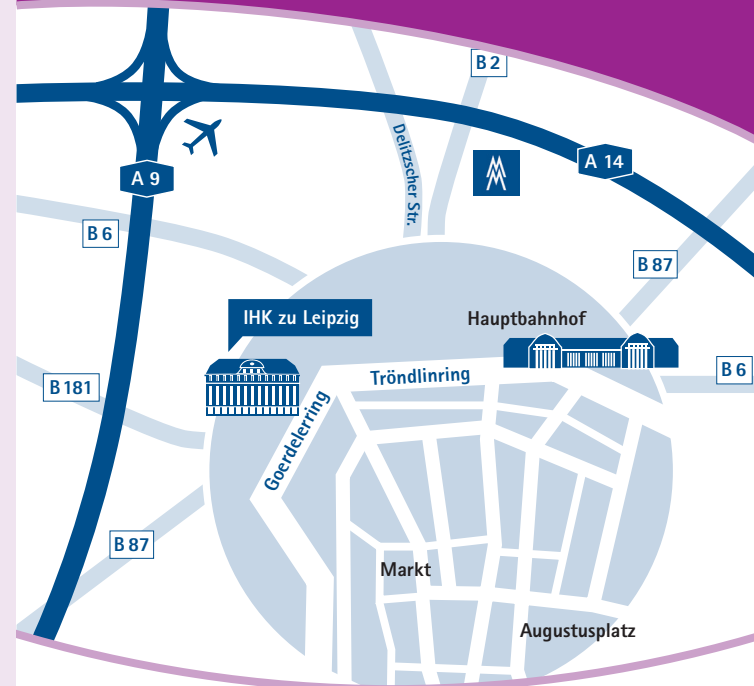 B 2
Delitzscher Str.
A 14
A 9
B 6
B 87
IHK zu Leipzig
Hauptbahnhof
Tröndlinring
B 6
B 181
Goerdelerring
B 87
Markt
Augustusplatz